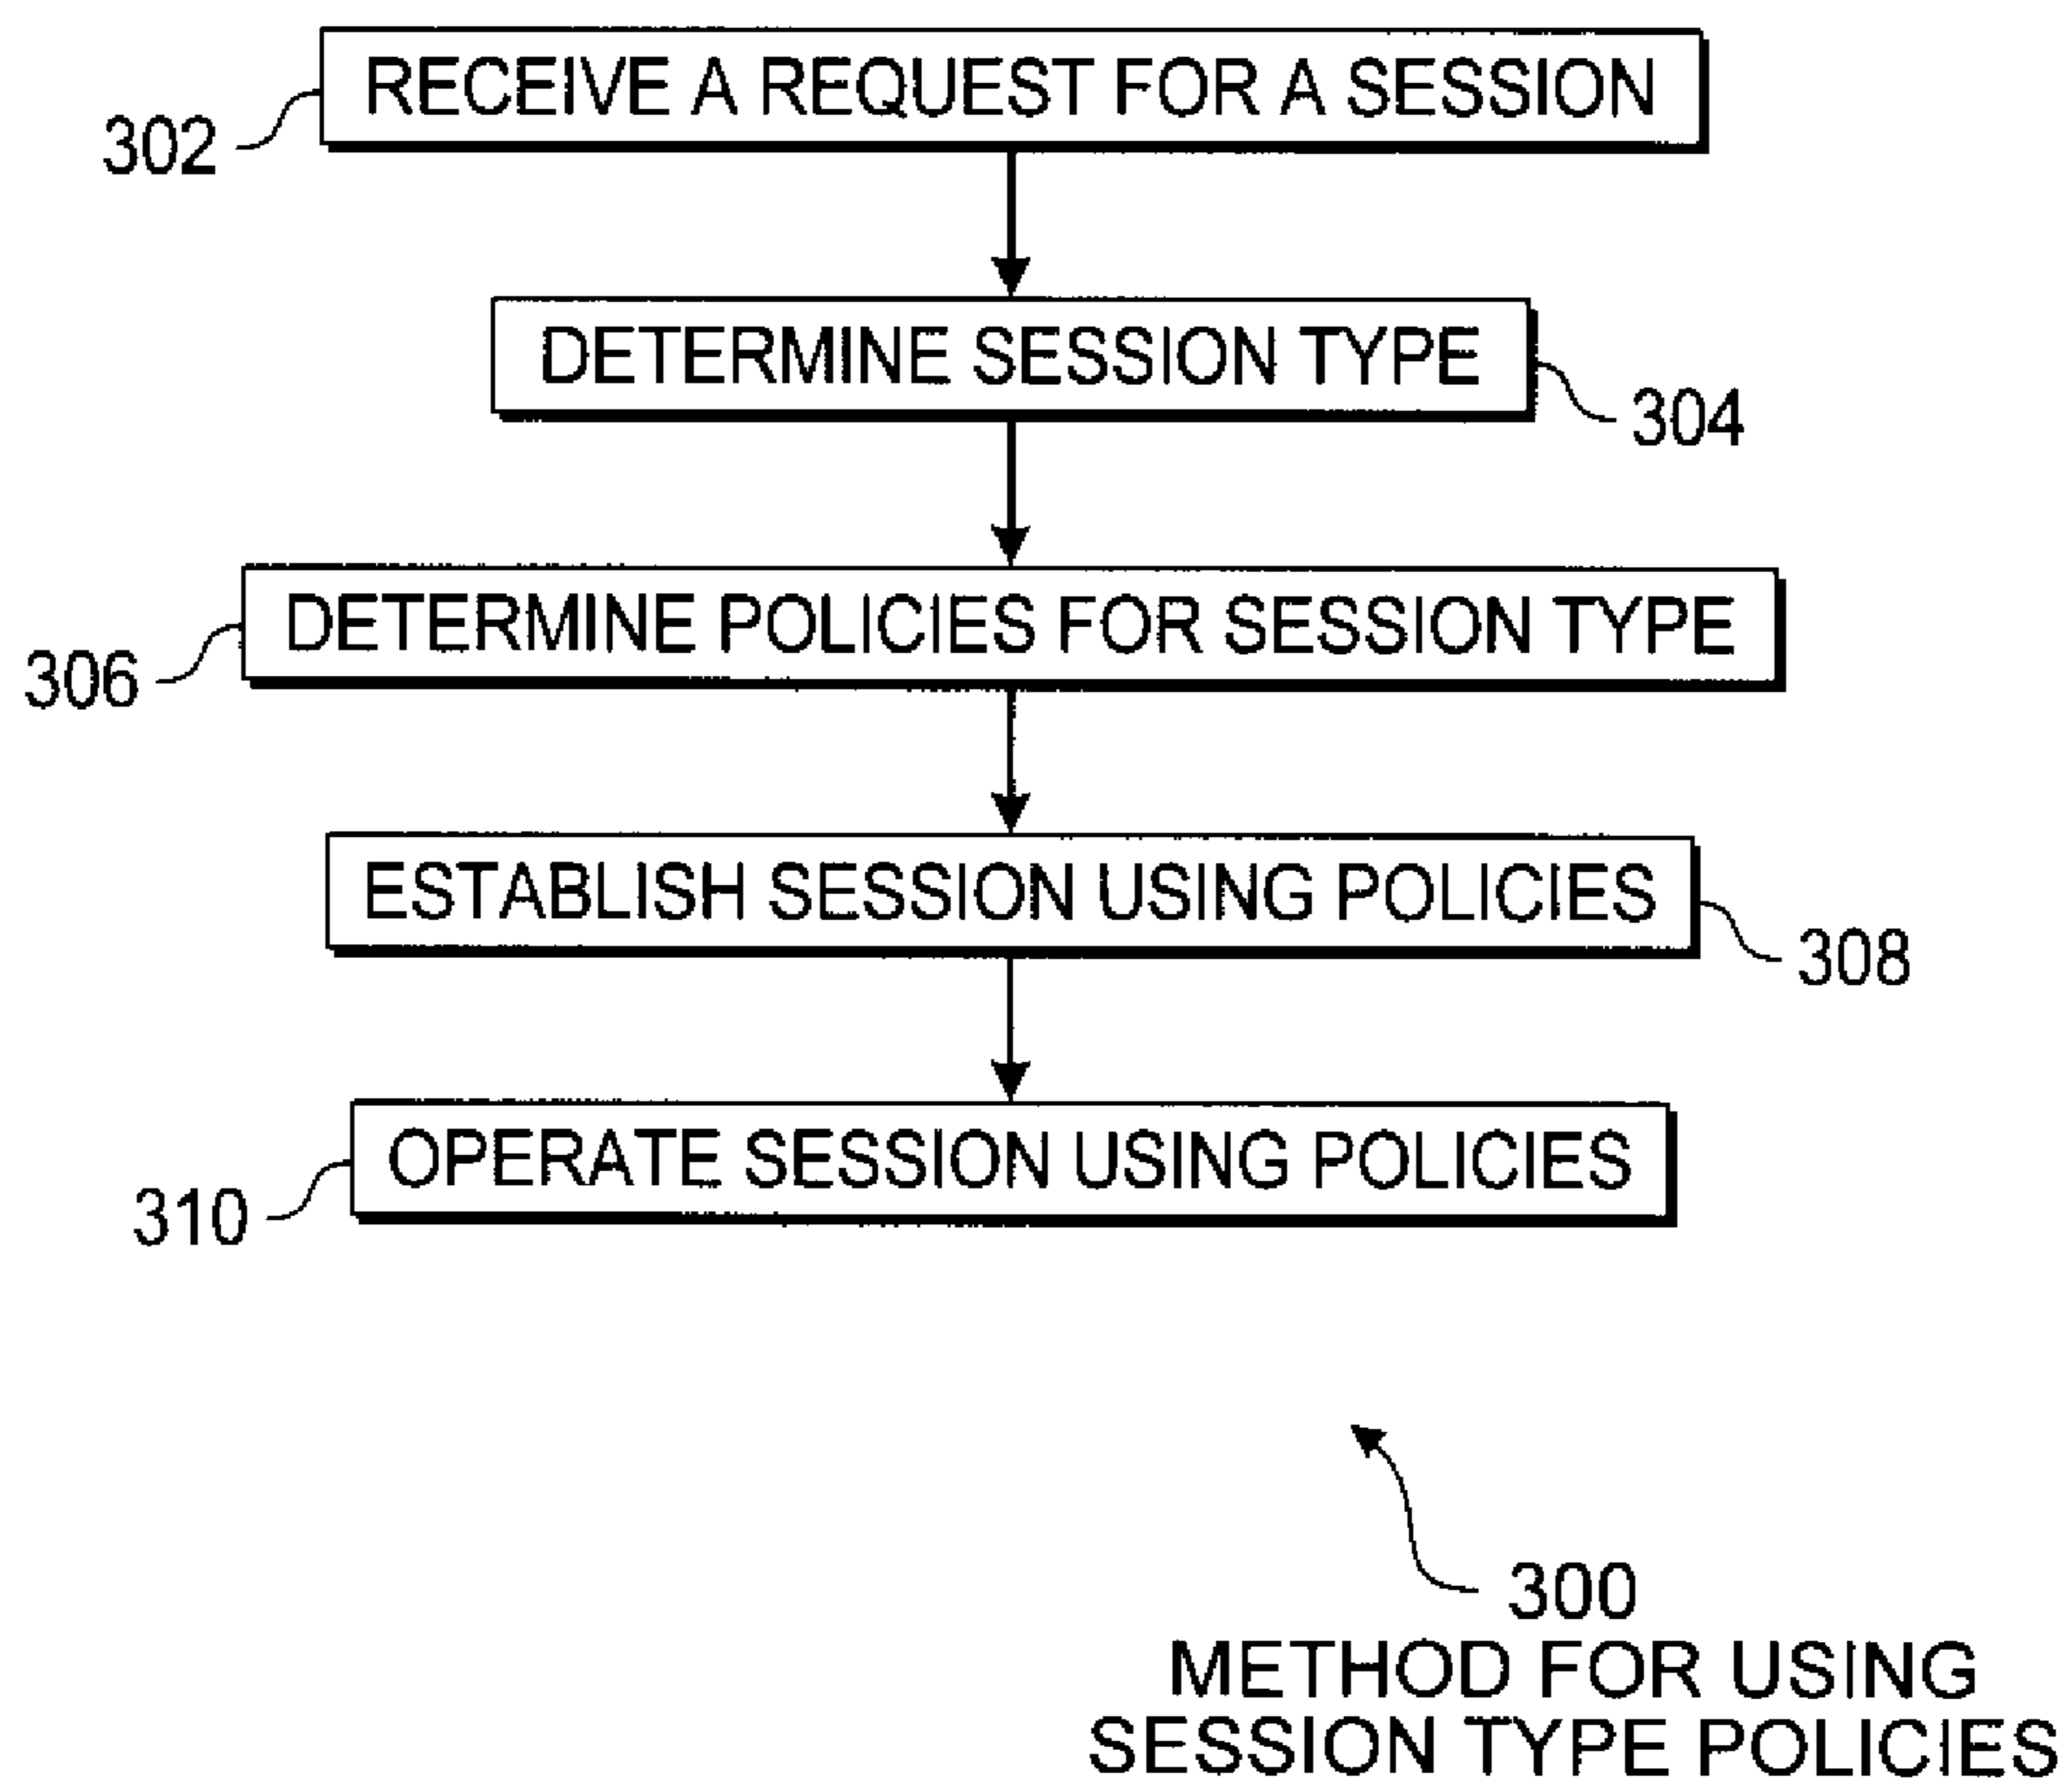 RECEIVE A REQUEST FOR A SESSION
302
DETERMINE SESSION TYPE
304
DETERMINE POLICIES FOR SESSION TYPE
306
ESTABLISH SESSION USING POLICIES
308
OPERATE SESSION USING POLICIES
310
300
METHOD FOR USING
SESSION TYPE POLICIES